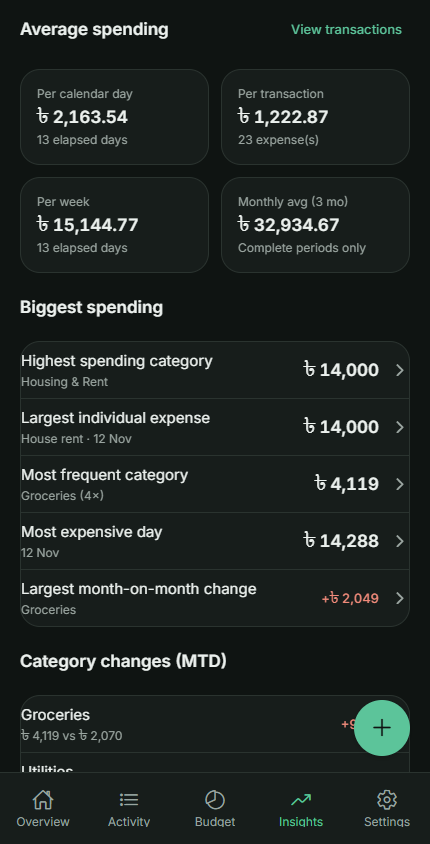 Average spending
View transactions
Per calendar day
৳ 2,163.54
13 elapsed days
Per transaction
৳ 1,222.87
23 expense(s)
Per week
৳ 15,144.77
13 elapsed days
Monthly avg (3 mo)
৳ 32,934.67
Complete periods only
Biggest spending
Highest spending category
Housing & Rent
৳ 14,000
Largest individual expense
House rent · 12 Nov
৳ 14,000
Most frequent category
Groceries (4×)
৳ 4,119
Most expensive day
12 Nov
৳ 14,288
Largest month-on-month change
Groceries
+৳ 2,049
Category changes (MTD)
Groceries
৳ 4,119 vs ৳ 2,070
Utilities
Overview
Activity
Budget
Insights
Settings